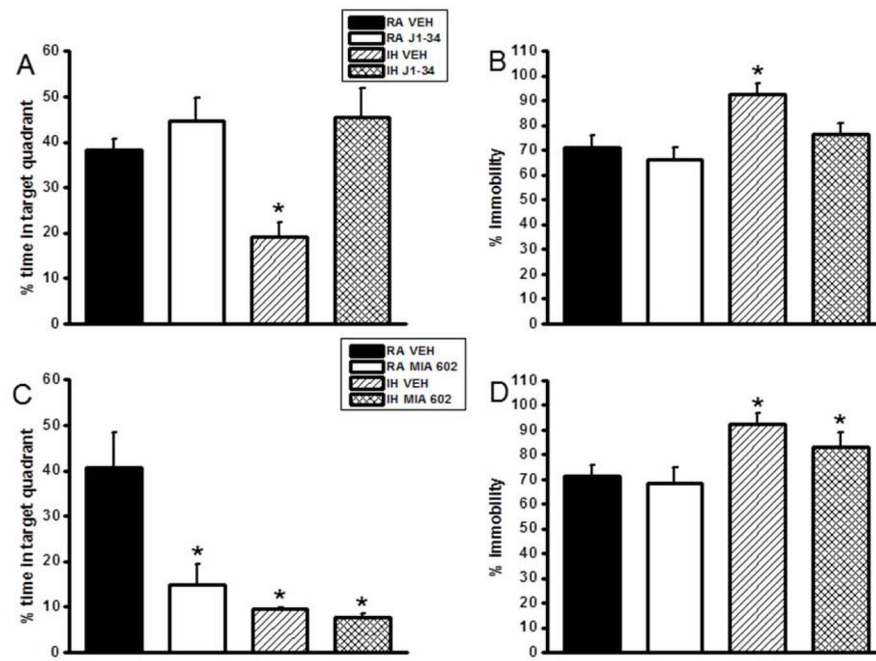 A
% time in target quadrant
60
50
40
30
20
10
0
*
RA VEH
RA J1-34
IH VEH
IH J1-34
B
% Immobility
110
100
90
80
70
60
50
40
30
20
10
0
*
C
% time in target quadrant
60
50
40
30
20
10
0
*
*
*
RA VEH
RA MIA 602
IH VEH
IH MIA 602
D
% Immobility
110
100
90
80
70
60
50
40
30
20
10
0
*
*